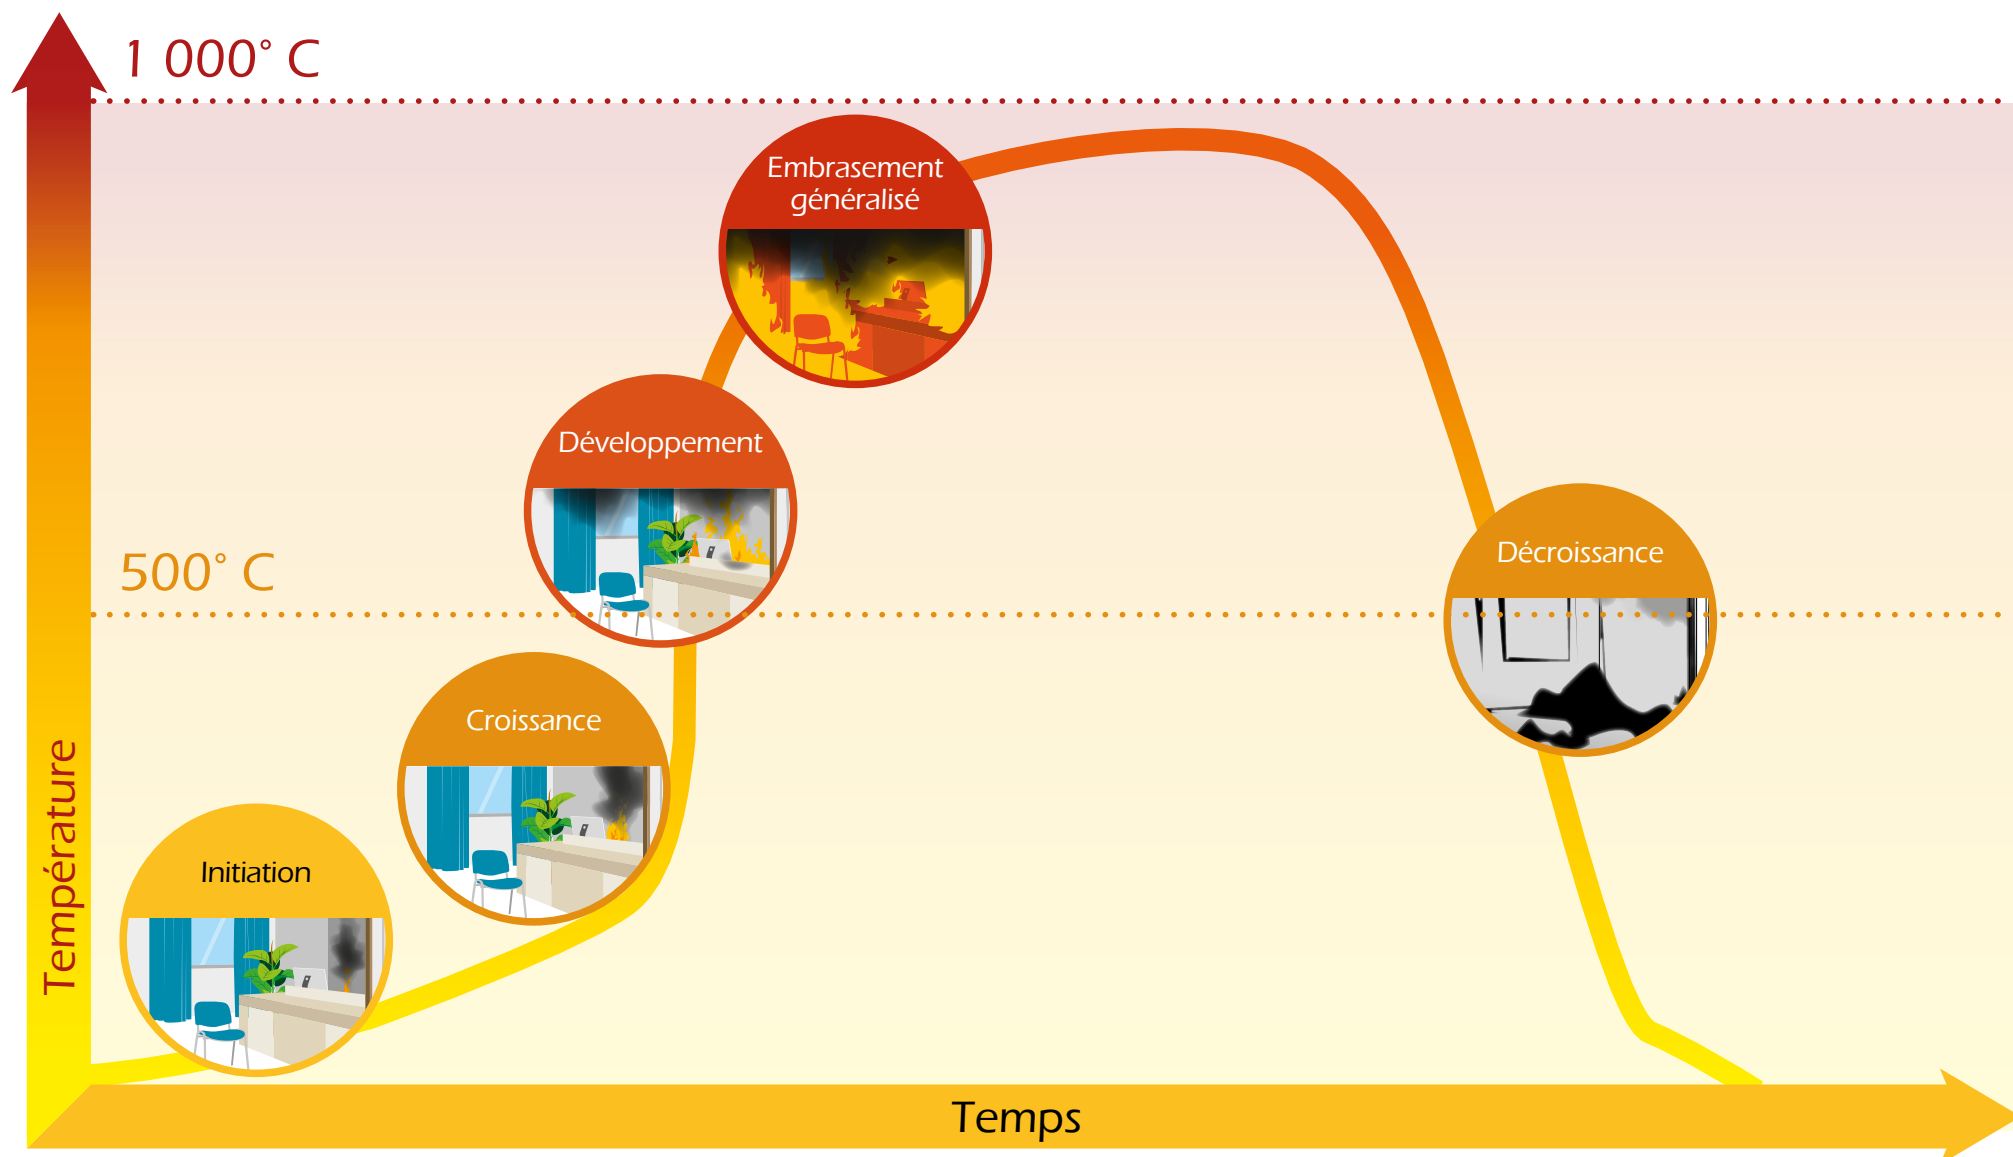 1 000° C
Embrasement
généralisé
Développement
500° C
Décroissance
Croissance
Initiation
Température
Temps